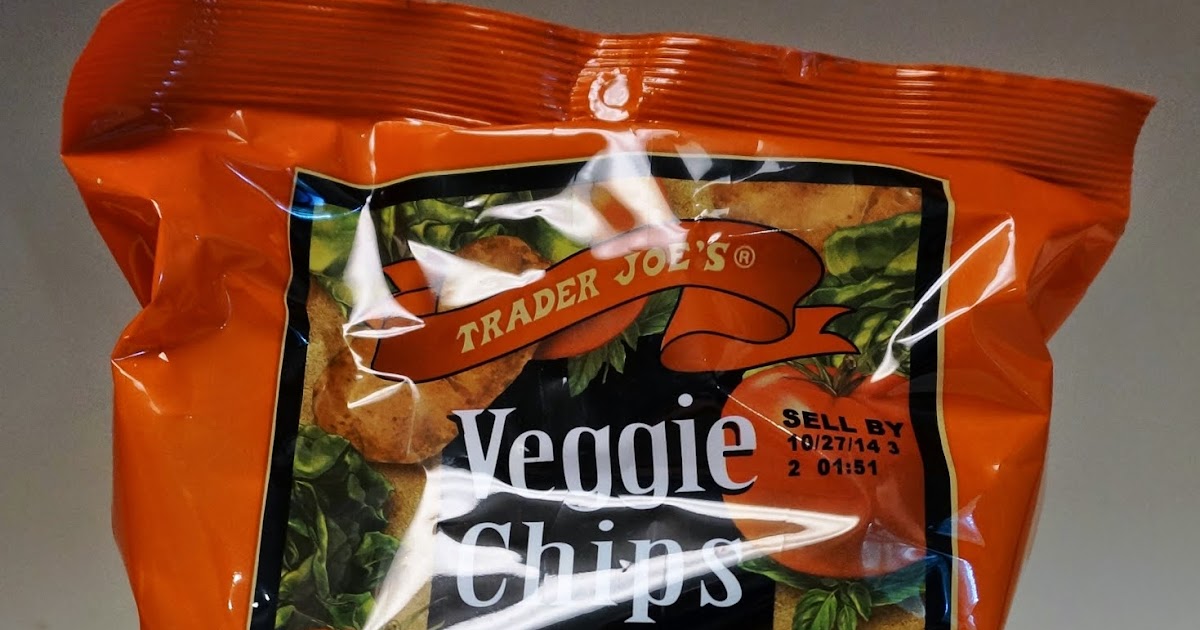 TRADER JOE'S®
Veggie
Chips
SELL BY
10/27/14 3
2 01:51